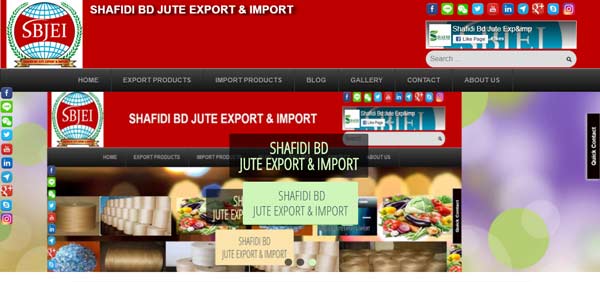 SHAFIDI BD JUTE EXPORT & IMPORT
SBJEI
Shafidi Bd Jute Exp&imp
Like Page
Search ...
HOME
EXPORT PRODUCTS
IMPORT PRODUCTS
BLOG
GALLERY
CONTACT
ABOUT US
SBJEI
SHAFIDI BD JUTE EXPORT & IMPORT
Shafidi Bd Jute Exp&imp
Like Page
Search ...
HOME
EXPORT PRODUCTS
ABOUT US
SHAFIDI BD
JUTE EXPORT & IMPORT
SHAFIDI BD
JUTE EXPORT & IMPORT
SHAFIDI BD
JUTE EXPORT & IMPORT
Quick Contact
Quick Contact